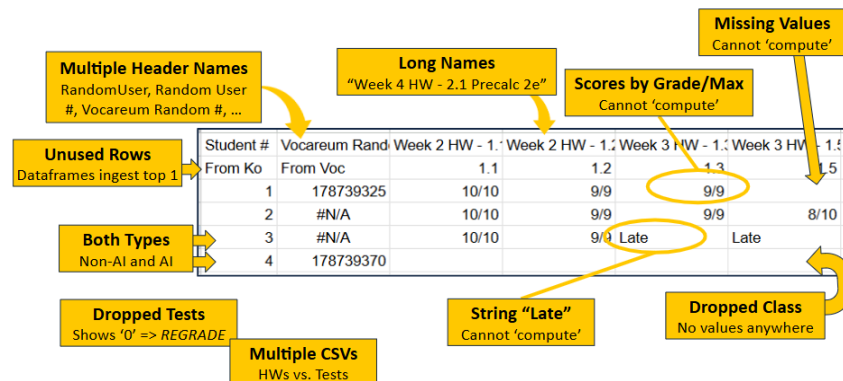 Missing Values
Cannot ‘compute’
Multiple Header Names
RandomUser, Random User
#, Vocareum Random #, …
Long Names
“Week 4 HW - 2.1 Precalc 2e”
Scores by Grade/Max
Cannot ‘compute’
Unused Rows
Dataframes ingest top 1
Student # Vocareum Rand Week 2 HW - 1.1 Week 2 HW - 1.2 Week 3 HW - 1.3 Week 3 HW - 1.5
From Ko From Voc 1.1 1.2 1.3 1.5
1 178739325 10/10 9/9 9/9
2 #N/A 10/10 9/9 9/9 8/10
3 #N/A 10/10 9/9 Late Late
4 178739370
Both Types
Non-AI and AI
Dropped Tests
Shows ‘0’ => REGRADE
String “Late”
Cannot ‘compute’
Dropped Class
No values anywhere
Multiple CSVs
HWs vs. Tests